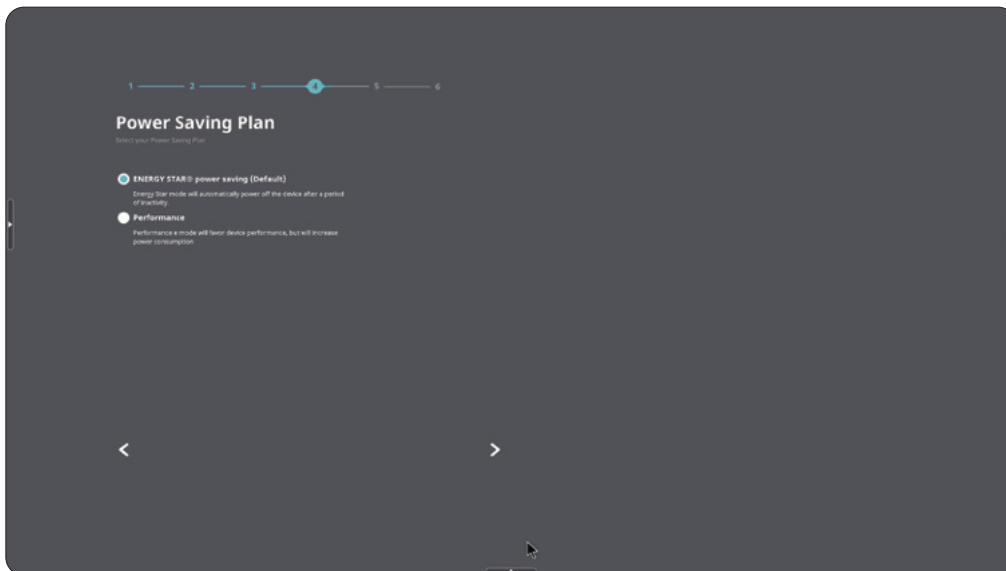 1 2 3 4 5 6
Power Saving Plan
Select your Power Saving Plan
ENERGY STAR® power saving (Default)
Energy Star mode will automatically power off the device after a period
of inactivity.
Performance
Performance e mode will favor device performance, but will increase
power consumption